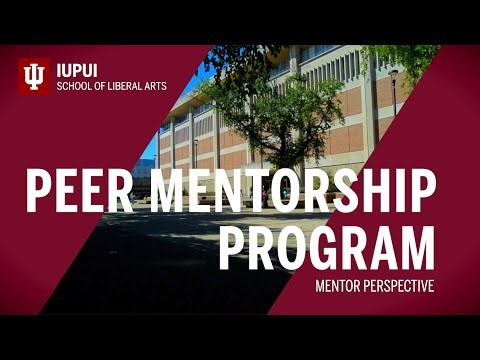 IUPUI
SCHOOL OF LIBERAL ARTS
PEER MENTORSHIP
PROGRAM
MENTOR PERSPECTIVE